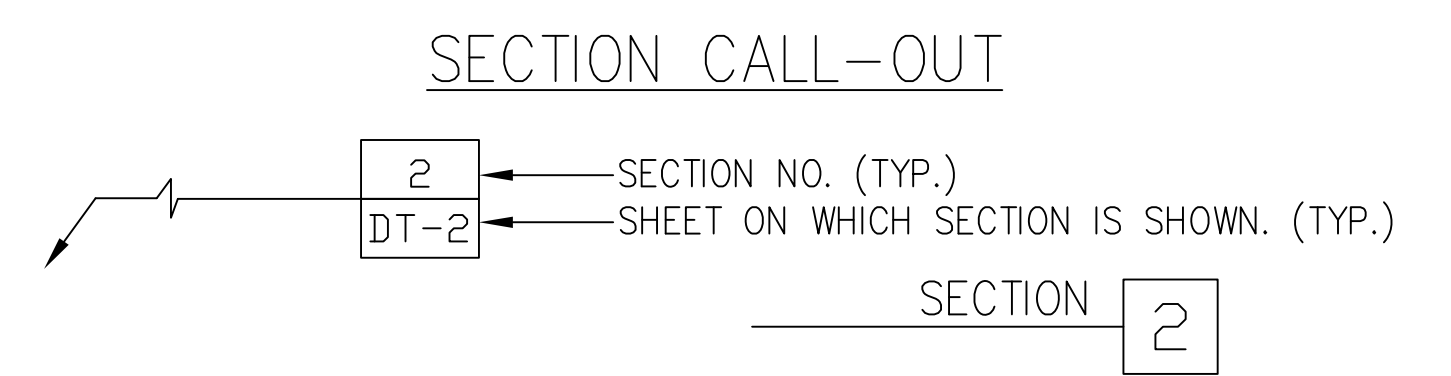 SECTION CALL-OUT
2
SECTION NO. (TYP.)
DT-2
SHEET ON WHICH SECTION IS SHOWN. (TYP.)
SECTION 2